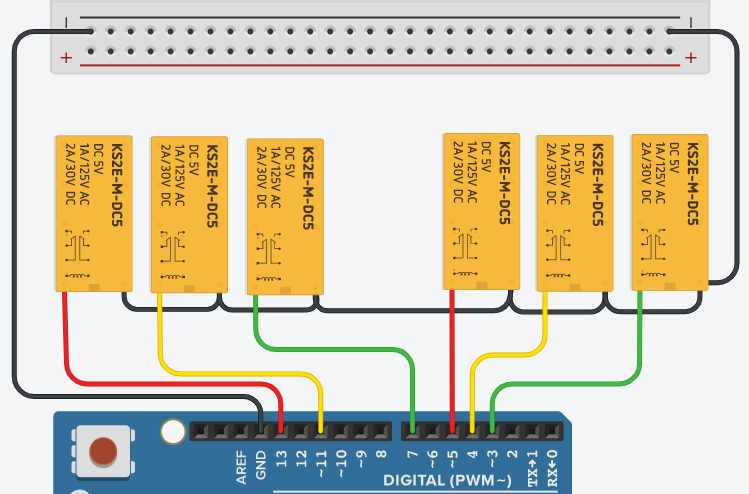 − −
+ +
KS2E-M-DC5
DC 5V
1A/125V AC
2A/30V DC
KS2E-M-DC5
DC 5V
1A/125V AC
2A/30V DC
KS2E-M-DC5
DC 5V
1A/125V AC
2A/30V DC
KS2E-M-DC5
DC 5V
1A/125V AC
2A/30V DC
KS2E-M-DC5
DC 5V
1A/125V AC
2A/30V DC
KS2E-M-DC5
DC 5V
1A/125V AC
2A/30V DC
AREF
GND
13
12
~11
~10
~9
8
7
~6
~5
4
~3
2
TX→1
RX←0
DIGITAL (PWM~)